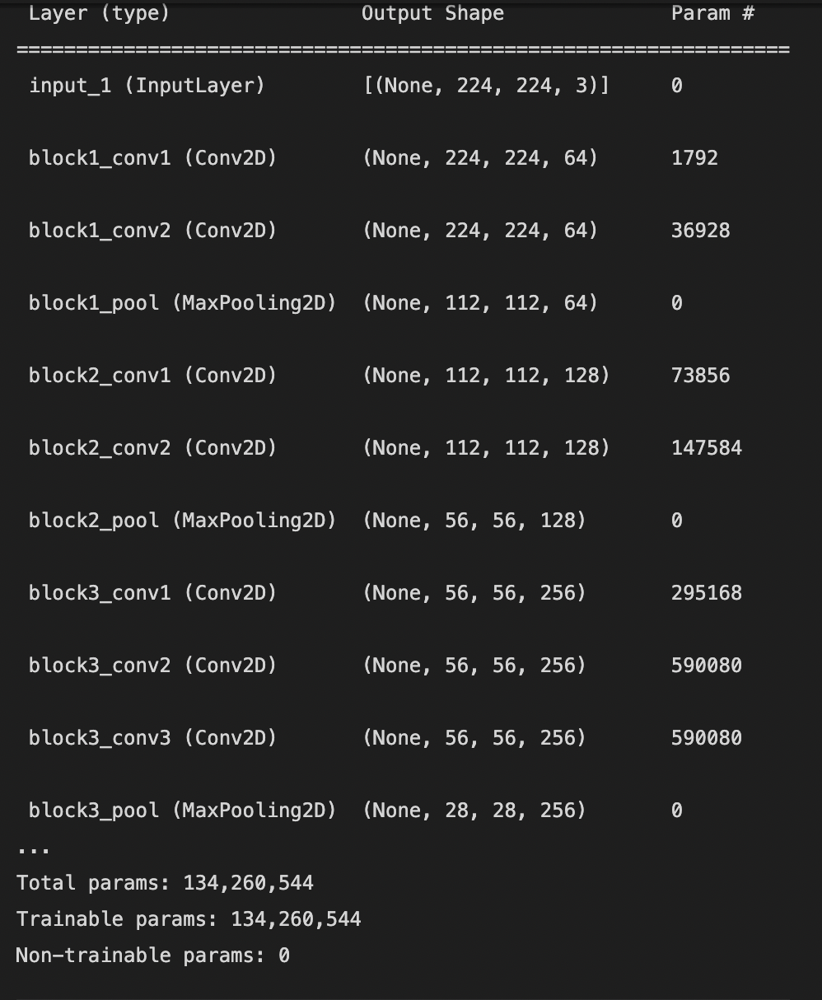 Layer (type) Output Shape Param #
=================================================================
input_1 (InputLayer) [(None, 224, 224, 3)] 0
block1_conv1 (Conv2D) (None, 224, 224, 64) 1792
block1_conv2 (Conv2D) (None, 224, 224, 64) 36928
block1_pool (MaxPooling2D) (None, 112, 112, 64) 0
block2_conv1 (Conv2D) (None, 112, 112, 128) 73856
block2_conv2 (Conv2D) (None, 112, 112, 128) 147584
block2_pool (MaxPooling2D) (None, 56, 56, 128) 0
block3_conv1 (Conv2D) (None, 56, 56, 256) 295168
block3_conv2 (Conv2D) (None, 56, 56, 256) 590080
block3_conv3 (Conv2D) (None, 56, 56, 256) 590080
block3_pool (MaxPooling2D) (None, 28, 28, 256) 0
...
Total params: 134,260,544
Trainable params: 134,260,544
Non-trainable params: 0